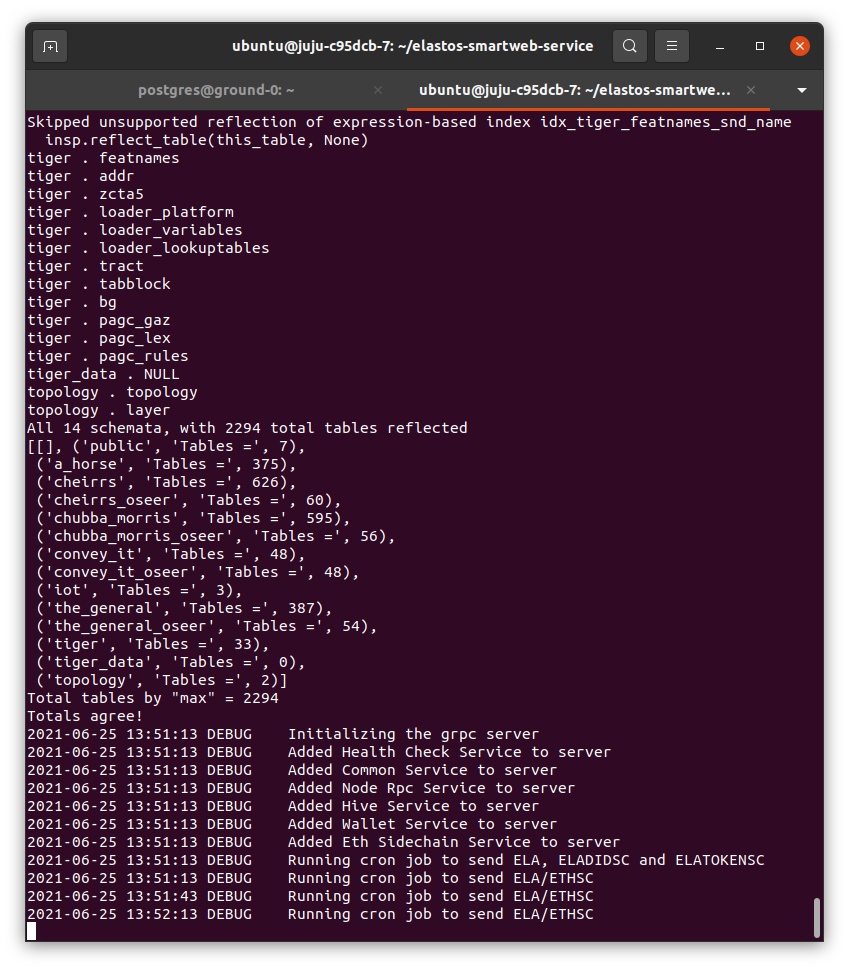 ubuntu@juju-c95dcb-7: ~/elastos-smartweb-service
postgres@ground-0: ~
ubuntu@juju-c95dcb-7: ~/elastos-smartwe...
Skipped unsupported reflection of expression-based index idx_tiger_featnames_snd_name
  insp.reflect_table(this_table, None)
tiger . featnames
tiger . addr
tiger . zcta5
tiger . loader_platform
tiger . loader_variables
tiger . loader_lookuptables
tiger . tract
tiger . tabblock
tiger . bg
tiger . pagc_gaz
tiger . pagc_lex
tiger . pagc_rules
tiger_data . NULL
topology . topology
topology . layer
All 14 schemata, with 2294 total tables reflected
[[], ('public', 'Tables =', 7),
 ('a_horse', 'Tables =', 375),
 ('cheirrs', 'Tables =', 626),
 ('cheirrs_oseer', 'Tables =', 60),
 ('chubba_morris', 'Tables =', 595),
 ('chubba_morris_oseer', 'Tables =', 56),
 ('convey_it', 'Tables =', 48),
 ('convey_it_oseer', 'Tables =', 48),
 ('iot', 'Tables =', 3),
 ('the_general', 'Tables =', 387),
 ('the_general_oseer', 'Tables =', 54),
 ('tiger', 'Tables =', 33),
 ('tiger_data', 'Tables =', 0),
 ('topology', 'Tables =', 2)]
Total tables by "max" = 2294
Totals agree!
2021-06-25 13:51:13 DEBUG    Initializing the grpc server
2021-06-25 13:51:13 DEBUG    Added Health Check Service to server
2021-06-25 13:51:13 DEBUG    Added Common Service to server
2021-06-25 13:51:13 DEBUG    Added Node Rpc Service to server
2021-06-25 13:51:13 DEBUG    Added Hive Service to server
2021-06-25 13:51:13 DEBUG    Added Wallet Service to server
2021-06-25 13:51:13 DEBUG    Added Eth Sidechain Service to server
2021-06-25 13:51:13 DEBUG    Running cron job to send ELA, ELADIDSC and ELATOKENSC
2021-06-25 13:51:13 DEBUG    Running cron job to send ELA/ETHSC
2021-06-25 13:51:43 DEBUG    Running cron job to send ELA/ETHSC
2021-06-25 13:52:13 DEBUG    Running cron job to send ELA/ETHSC